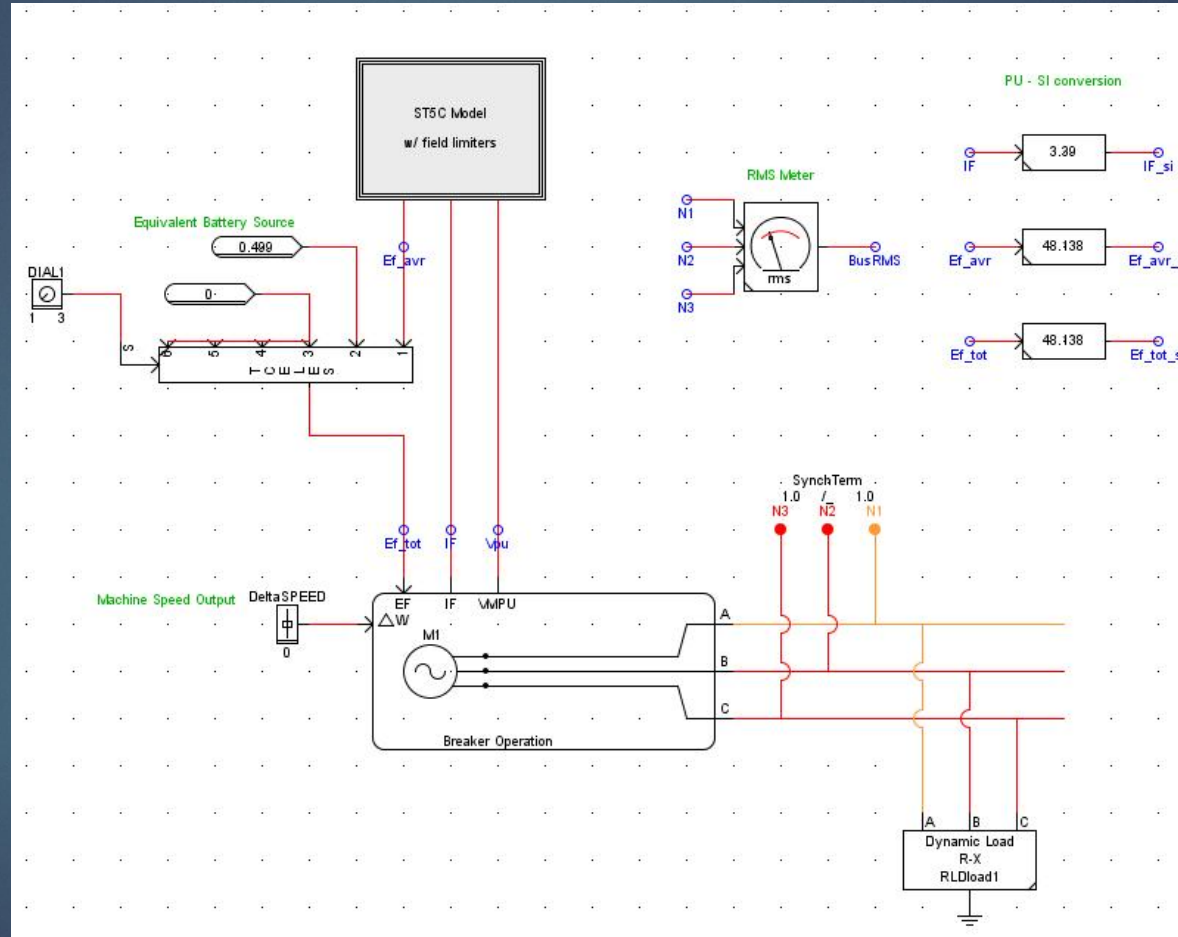 PU - SI conversion
ST5C Model
w/ field limiters
3.39
IF
IF_si
RMS Meter
N1
N2
N3
rms
BusRMS
Equivalent Battery Source
0.499
Ef_avr
48.138
Ef_avr
Ef_avr_
DIAL1
1 3
0
S
6 5 4 3 2 1
T C E L E S
48.138
Ef_tot
Ef_tot_s
SynchTerm
1.0 /_ 1.0
N3 N2 N1
Ef_tot IF Vpu
Machine Speed Output
DeltaSPEED
0
EF IF VMPU
△W
M1
A
B
C
Breaker Operation
A B C
Dynamic Load
R-X
RLDload1